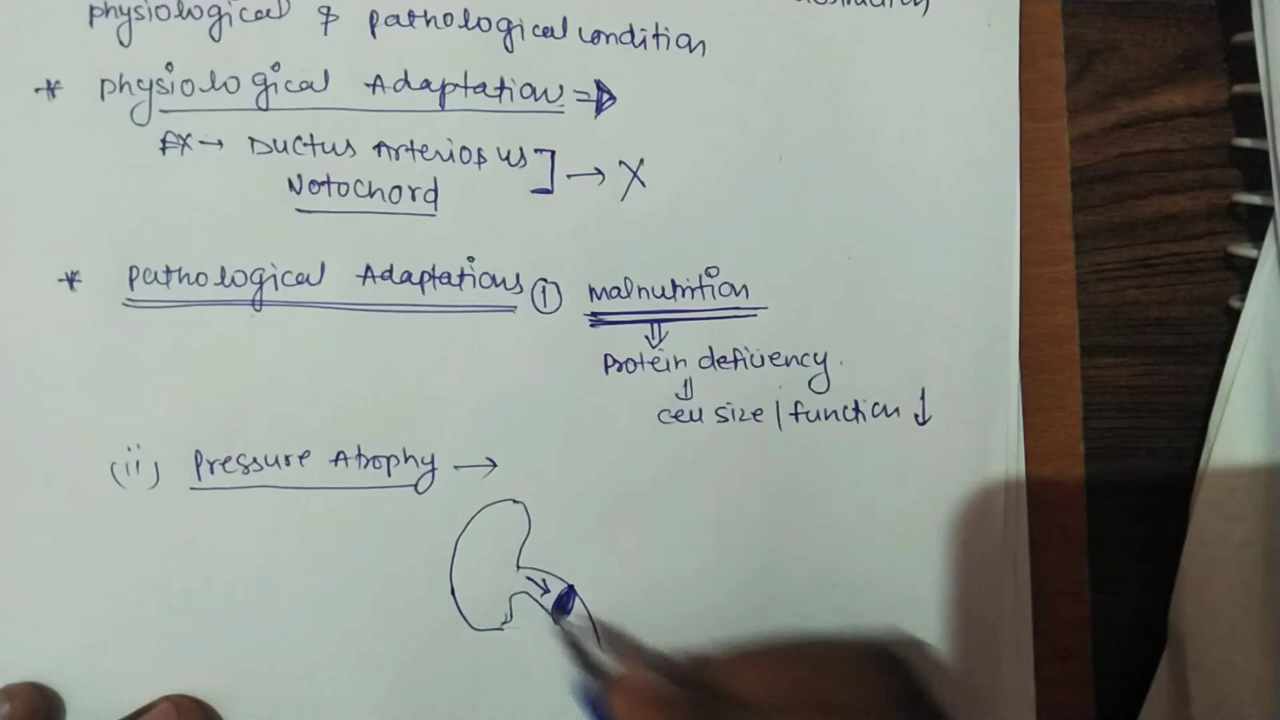 physiological & pathological condition
* physiological Adaptation =>
EX → Ductus Arteriosus
Notochord ] → X
* Pathological Adaptations ① malnutrition
⇓
Protein deficiency.
⇓
cell size / function ↓
(ii) Pressure Atrophy →